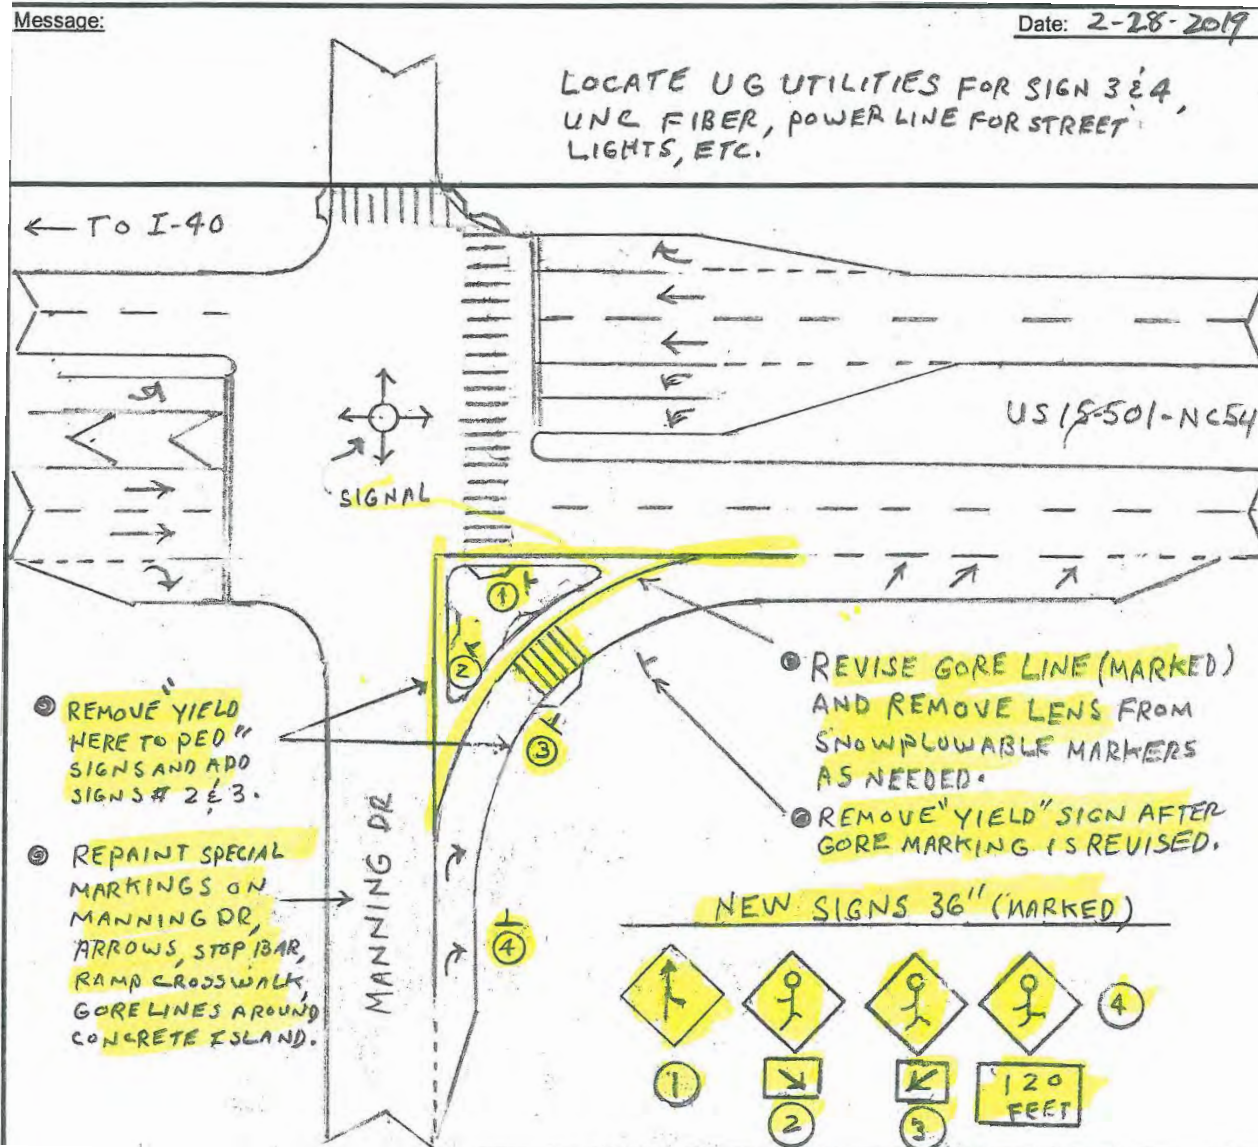 Message:
Date: 2-28-2019
LOCATE UG UTILITIES FOR SIGN 3 & 4,
UNC FIBER, POWER LINE FOR STREET
LIGHTS, ETC.
← TO I-40
US 15-501-NC54
SIGNAL
1
2
3
4
● REMOVE "YIELD
HERE TO PED"
SIGNS AND ADD
SIGNS # 2 & 3.
● REPAINT SPECIAL
MARKINGS ON
MANNING DR,
ARROWS, STOP BAR,
RAMP CROSSWALK,
GORE LINES AROUND
CONCRETE ISLAND.
MANNING DR
● REVISE GORE LINE (MARKED)
AND REMOVE LENS FROM
SNOWPLOWABLE MARKERS
AS NEEDED.
● REMOVE "YIELD" SIGN AFTER
GORE MARKING IS REVISED.
NEW SIGNS 36" (MARKED)
4
1
2
3
120
FEET